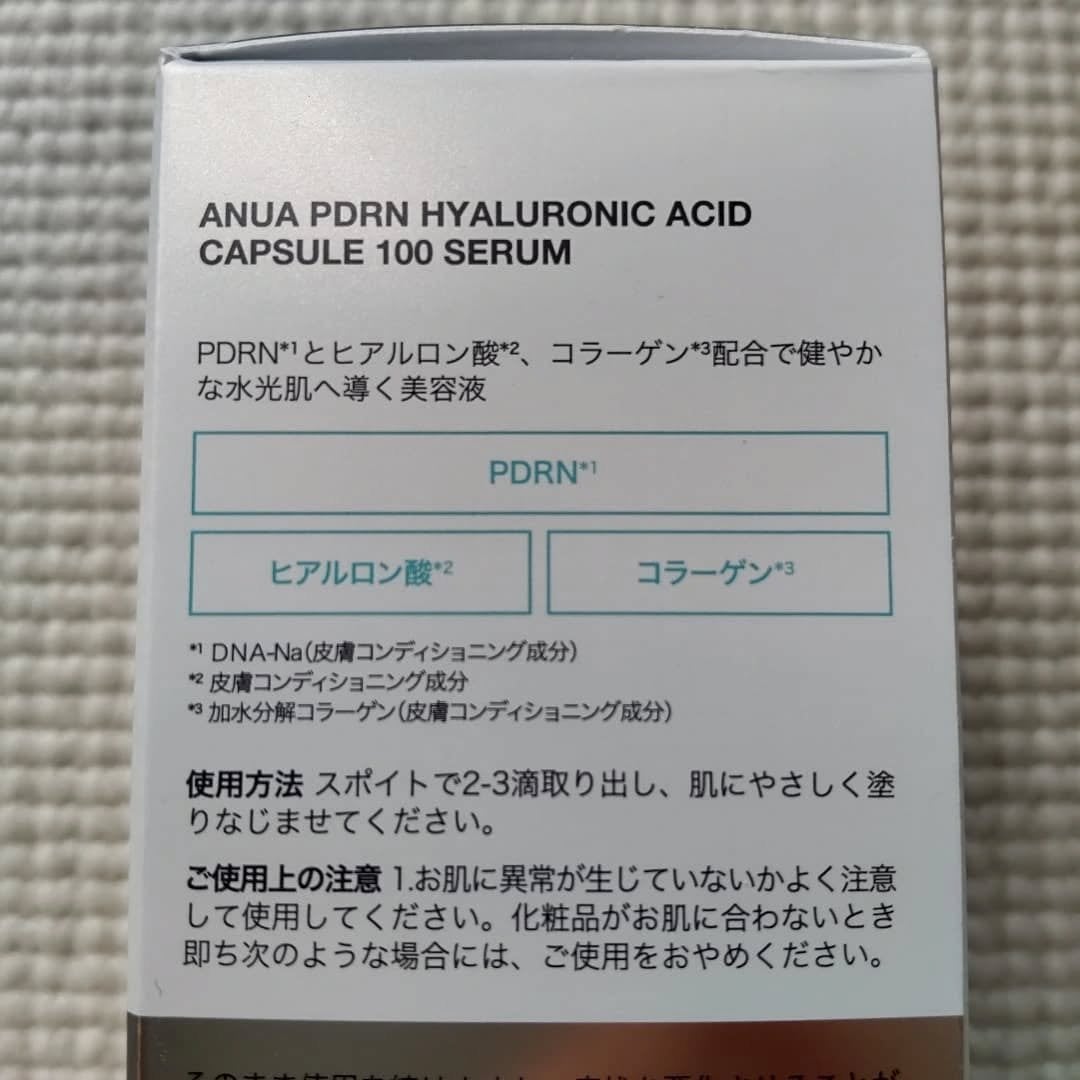 ANUA PDRN HYALURONIC ACID
CAPSULE 100 SERUM
PDRN*1とヒアルロン酸*2、コラーゲン*3配合で健やか
な水光肌へ導く美容液
PDRN*1
ヒアルロン酸*2
コラーゲン*3
*1 DNA-Na(皮膚コンディショニング成分)
*2 皮膚コンディショニング成分
*3 加水分解コラーゲン(皮膚コンディショニング成分)
使用方法 スポイトで2-3滴取り出し、肌にやさしく塗
りなじませてください。
ご使用上の注意 1.お肌に異常が生じていないかよく注意
して使用してください。化粧品がお肌に合わないとき
即ち次のような場合には、ご使用をおやめください。